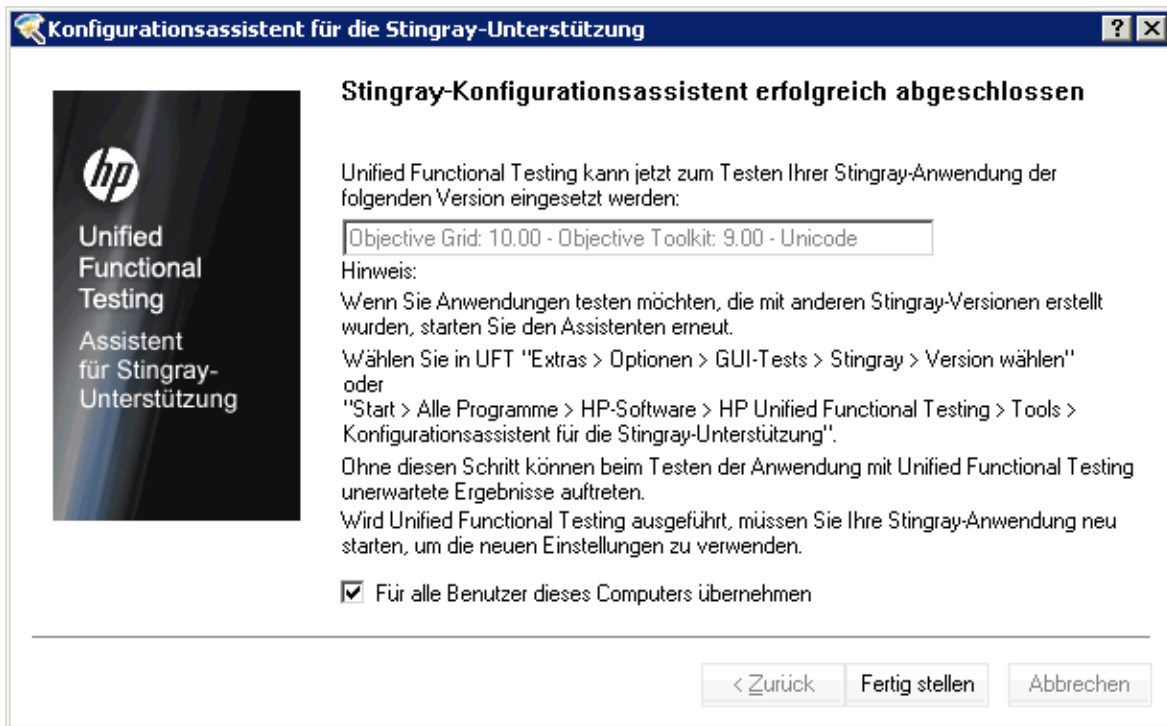 Konfigurationsassistent für die Stingray-Unterstützung
hp
Unified
Functional
Testing
Assistent
für Stingray-
Unterstützung
Stingray-Konfigurationsassistent erfolgreich abgeschlossen
Unified Functional Testing kann jetzt zum Testen Ihrer Stingray-Anwendung der
folgenden Version eingesetzt werden:
Objective Grid: 10.00 - Objective Toolkit: 9.00 - Unicode
Hinweis:
Wenn Sie Anwendungen testen möchten, die mit anderen Stingray-Versionen erstellt
wurden, starten Sie den Assistenten erneut.
Wählen Sie in UFT "Extras > Optionen > GUI-Tests > Stingray > Version wählen"
oder
"Start > Alle Programme > HP-Software > HP Unified Functional Testing > Tools >
Konfigurationsassistent für die Stingray-Unterstützung".
Ohne diesen Schritt können beim Testen der Anwendung mit Unified Functional Testing
unerwartete Ergebnisse auftreten.
Wird Unified Functional Testing ausgeführt, müssen Sie Ihre Stingray-Anwendung neu
starten, um die neuen Einstellungen zu verwenden.
Für alle Benutzer dieses Computers übernehmen
< Zurück
Fertig stellen
Abbrechen